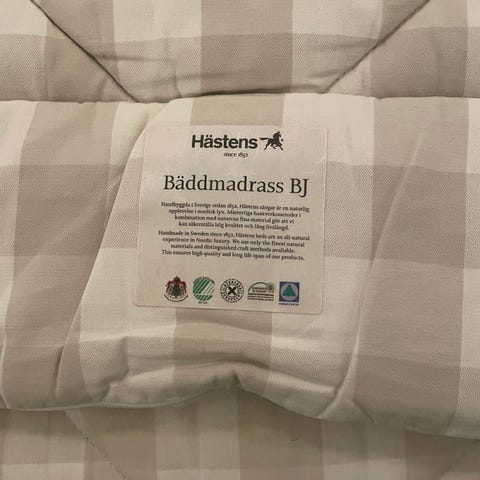 Hästens
since 1852
Bäddmadrass BJ
Handbyggda i Sverige sedan 1852, Hästens sängar är en naturlig
upplevelse i nordisk lyx. Mästerliga hantverksmetoder i
kombination med naturens fina material gör att vi
kan säkerställa hög kvalitet och lång livslängd.
Handmade in Sweden since 1852, Hästens beds are an all-natural
experience in Nordic luxury. We use only the finest natural
materials and distinguished craft methods available.
This ensures high-quality and long life span of our products.